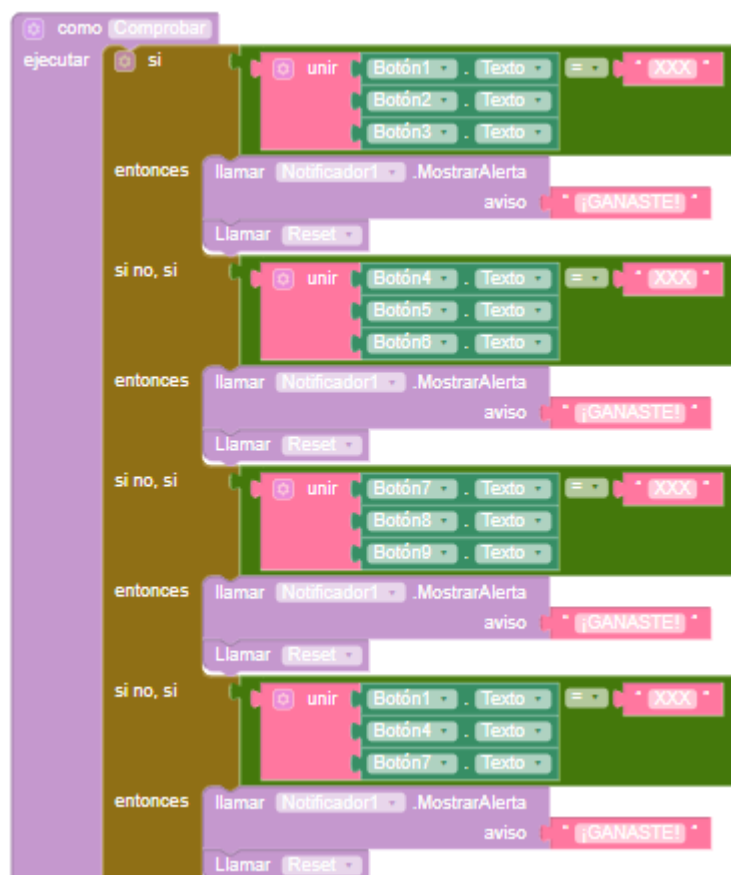 como Comprobar
ejecutar si unir Botón1 . Texto = " XXX "
Botón2 . Texto
Botón3 . Texto
entonces llamar Notificador1 .MostrarAlerta
aviso " ¡GANASTE! "
Llamar Reset
si no, si unir Botón4 . Texto = " XXX "
Botón5 . Texto
Botón6 . Texto
entonces llamar Notificador1 .MostrarAlerta
aviso " ¡GANASTE! "
Llamar Reset
si no, si unir Botón7 . Texto = " XXX "
Botón8 . Texto
Botón9 . Texto
entonces llamar Notificador1 .MostrarAlerta
aviso " ¡GANASTE! "
Llamar Reset
si no, si unir Botón1 . Texto = " XXX "
Botón4 . Texto
Botón7 . Texto
entonces llamar Notificador1 .MostrarAlerta
aviso " ¡GANASTE! "
Llamar Reset